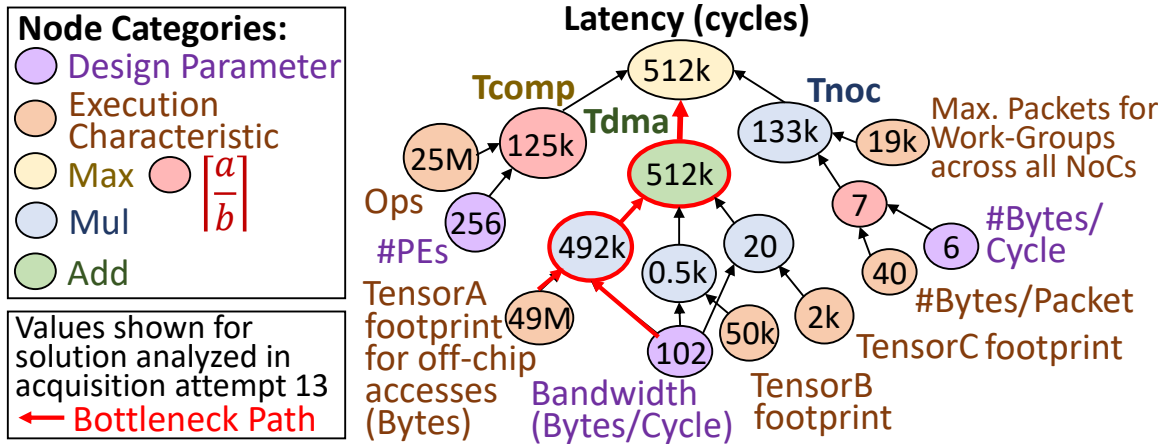 Node Categories:
Design Parameter
Execution
Characteristic
Max
⌈a/b⌉
Mul
Add
Values shown for
solution analyzed in
acquisition attempt 13
Bottleneck Path
Latency (cycles)
512k
Tcomp
Tdma
Tnoc
125k
133k
25M
Ops
256
#PEs
512k
19k
Max. Packets for
Work-Groups
across all NoCs
492k
0.5k
20
7
6
#Bytes/
Cycle
40
#Bytes/Packet
49M
TensorA
footprint
for off-chip
accesses
(Bytes)
102
Bandwidth
(Bytes/Cycle)
50k
TensorB
footprint
2k
TensorC footprint